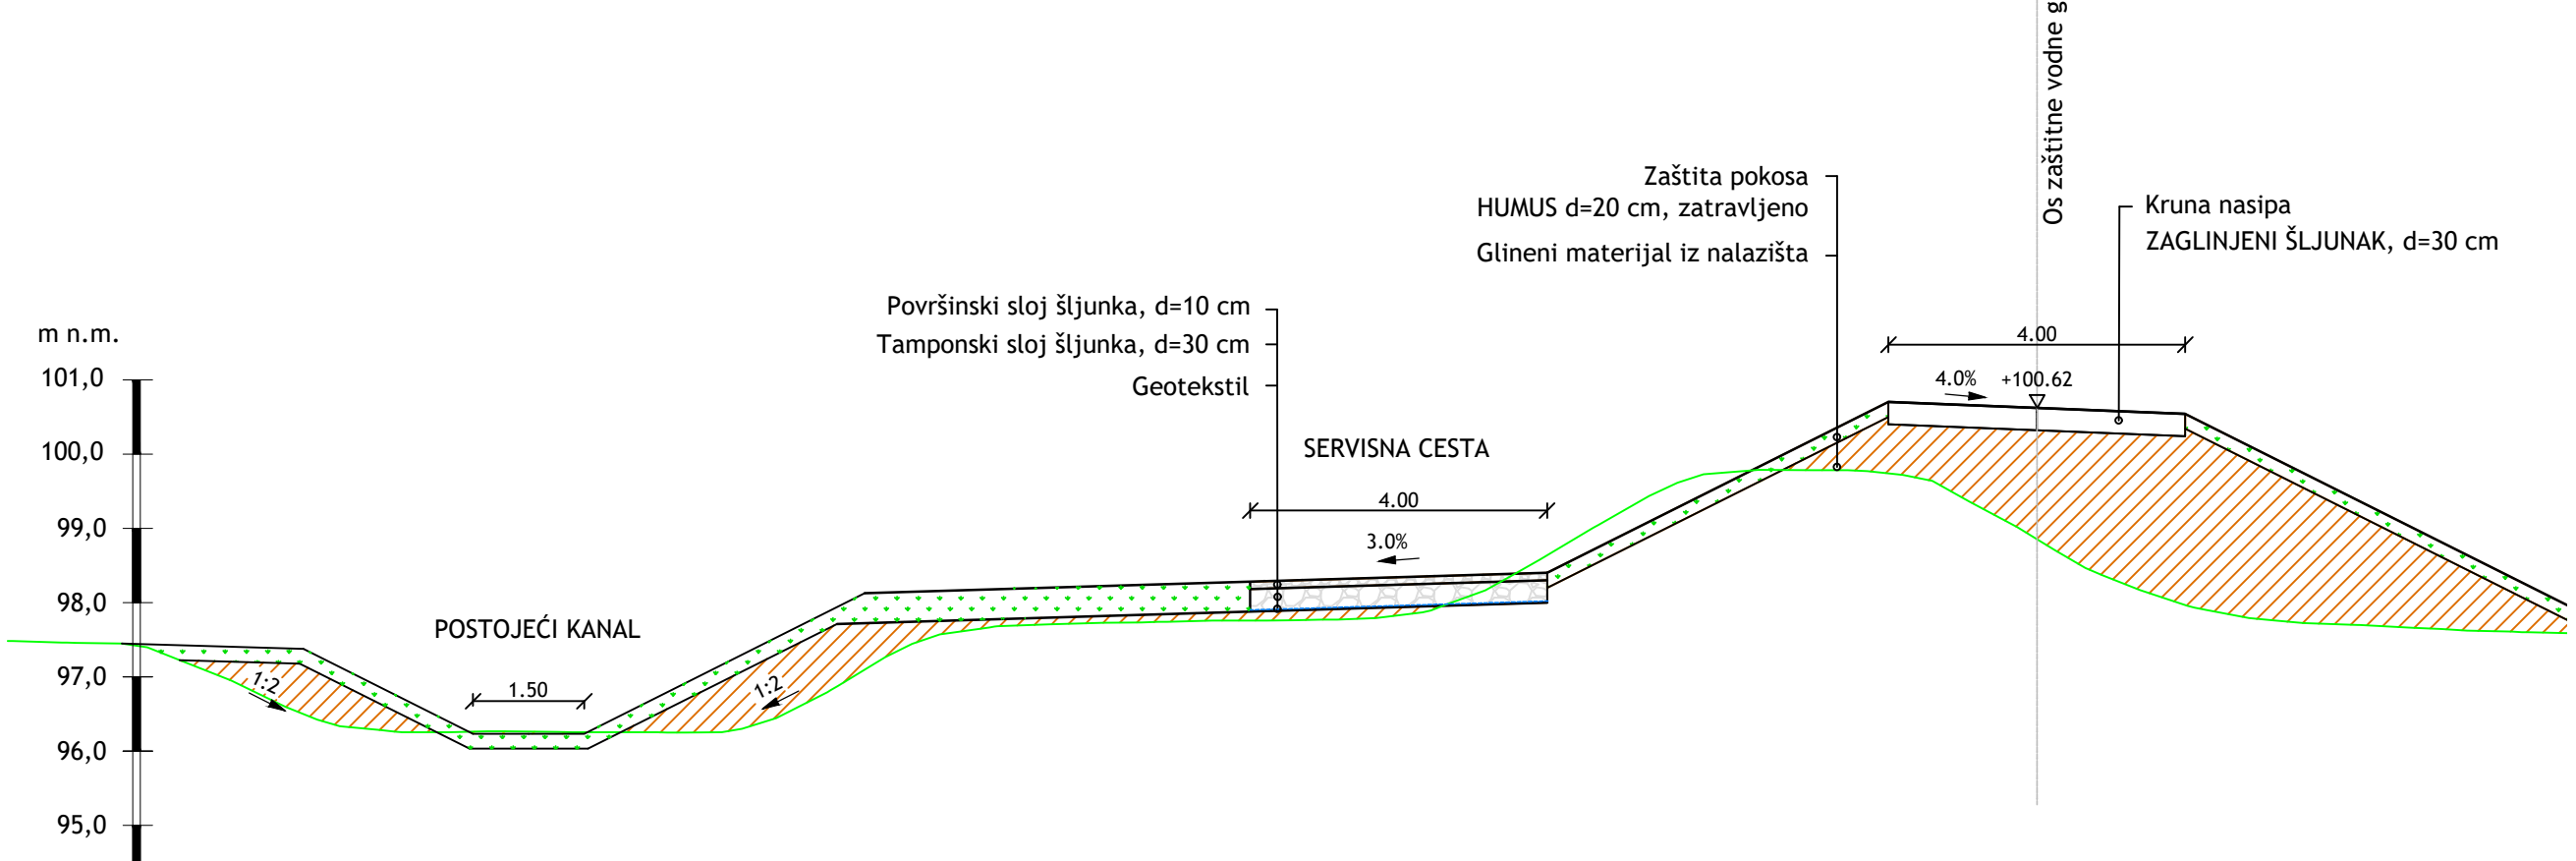 Os zaštitne vodne g
Zaštita pokosa
HUMUS d=20 cm, zatravljeno
Glineni materijal iz nalazišta
Kruna nasipa
ZAGLINJENI ŠLJUNAK, d=30 cm
Površinski sloj šljunka, d=10 cm
Tamponski sloj šljunka, d=30 cm
Geotekstil
m n.m.
101,0
100,0
99,0
98,0
97,0
96,0
95,0
4.00
4.0%
+100.62
SERVISNA CESTA
4.00
3.0%
POSTOJEĆI KANAL
1:2
1.50
1:2